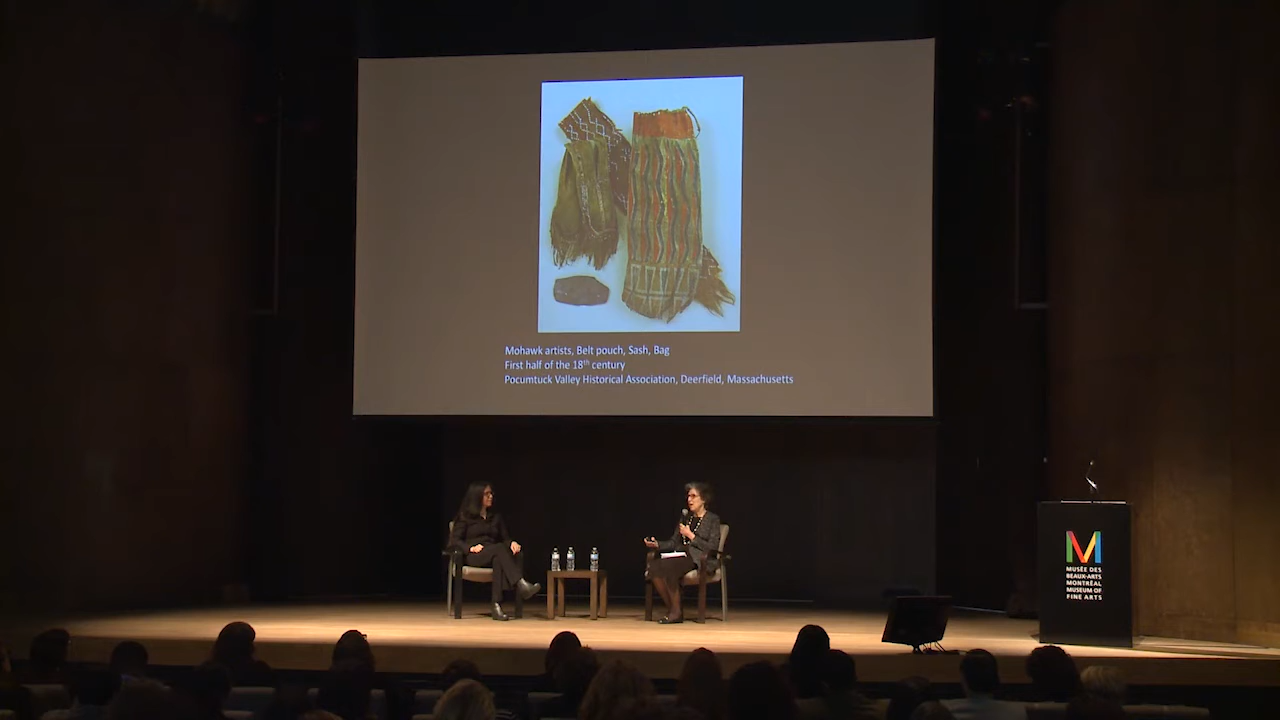 Mohawk artists, Belt pouch, Sash, Bag
First half of the 18th century
Pocumtuck Valley Historical Association, Deerfield, Massachusetts
M
MUSÉE DES
BEAUX-ARTS
MONTRÉAL
MUSEUM OF
FINE ARTS